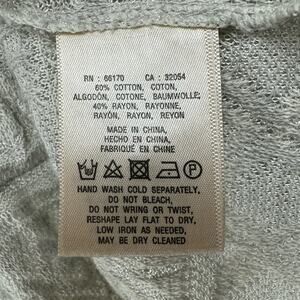 RN : 66170 CA : 32054
60% COTTON, COTON,
ALGODÓN, COTONE, BAUMWOLLE;
40% RAYON, RAYONNE,
RAYÓN, RAYON, REYON
MADE IN CHINA,
HECHO EN CHINA,
FABRIQUÉ EN CHINE
HAND WASH COLD SEPARATELY,
DO NOT BLEACH,
DO NOT WRING OR TWIST,
RESHAPE LAY FLAT TO DRY,
LOW IRON AS NEEDED,
MAY BE DRY CLEANED